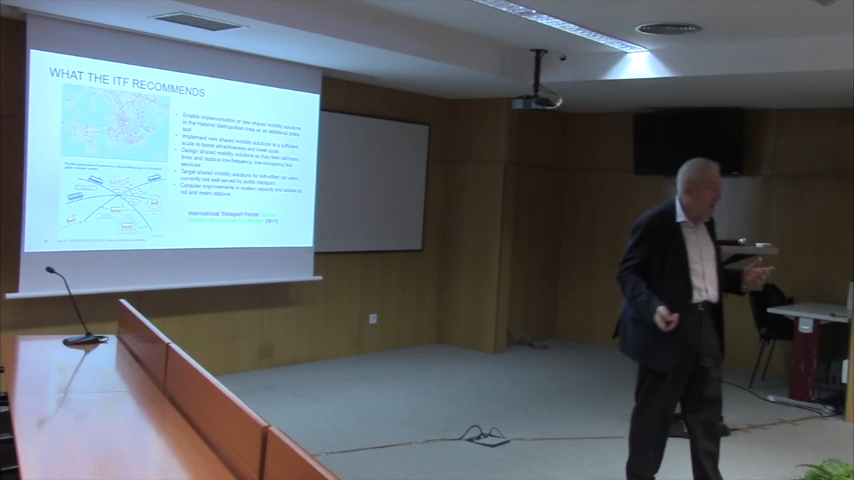 WHAT THE ITF RECOMMENDS
• Enable implementation of new shared mobility solutions
in the Helsinki Metropolitan Area as an additional policy
tool
• Implement new shared mobility solutions at a sufficient
scale to boost attractiveness and lower costs
• Design shared mobility solutions as they feed rail/metro
lines and replace low-frequency, low-occupancy bus
services
• Target shared mobility solutions for car users
currently not well served by public transport
• Consider improvements in system capacity and access to
rail and metro stations
International Transport Forum (2017)